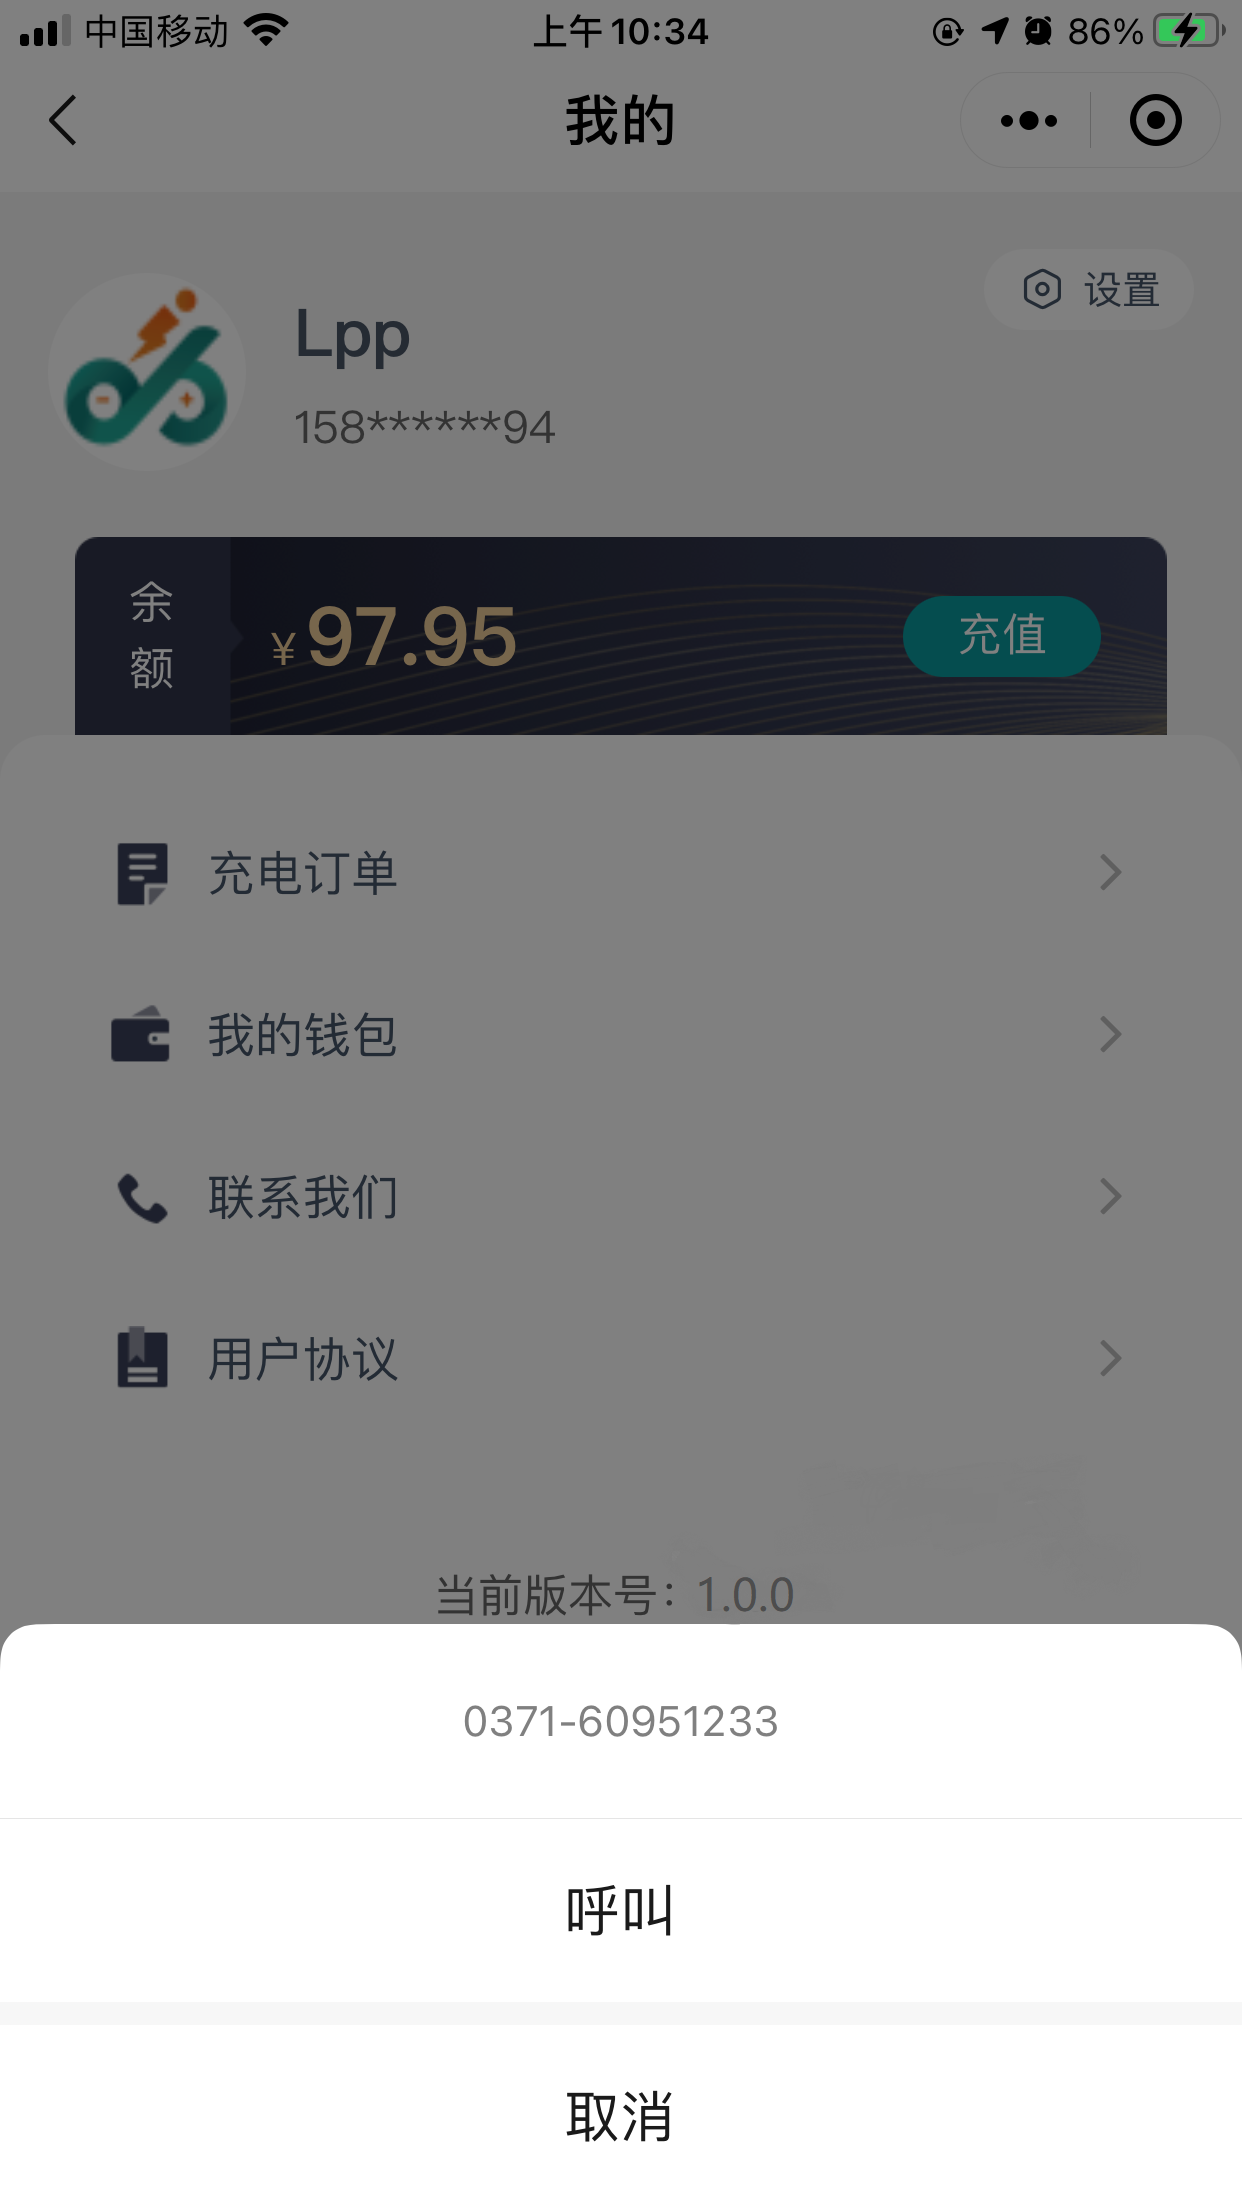 中国移动 上午 10:34 86%
我的
设置
Lpp
158******94
余额
¥97.95
充值
充电订单
我的钱包
联系我们
用户协议
当前版本号：1.0.0
0371-60951233
呼叫
取消